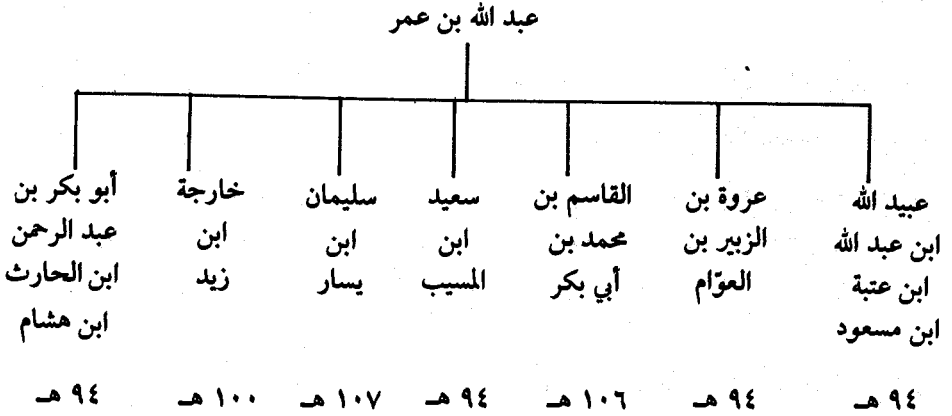 عبد الله بن عمر
عبيد الله
ابن عبد الله
ابن عتبة
ابن مسعود
٩٤ هـ
عروة بن
الزبير بن
العوّام
٩٤ هـ
القاسم بن
محمد بن
أبي بكر
١٠٦ هـ
سعيد
ابن
المسيب
٩٤ هـ
سليمان
ابن
يسار
١٠٧ هـ
خارجة
ابن
زيد
١٠٠ هـ
أبو بكر بن
عبد الرحمن
ابن الحارث
ابن هشام
٩٤ هـ